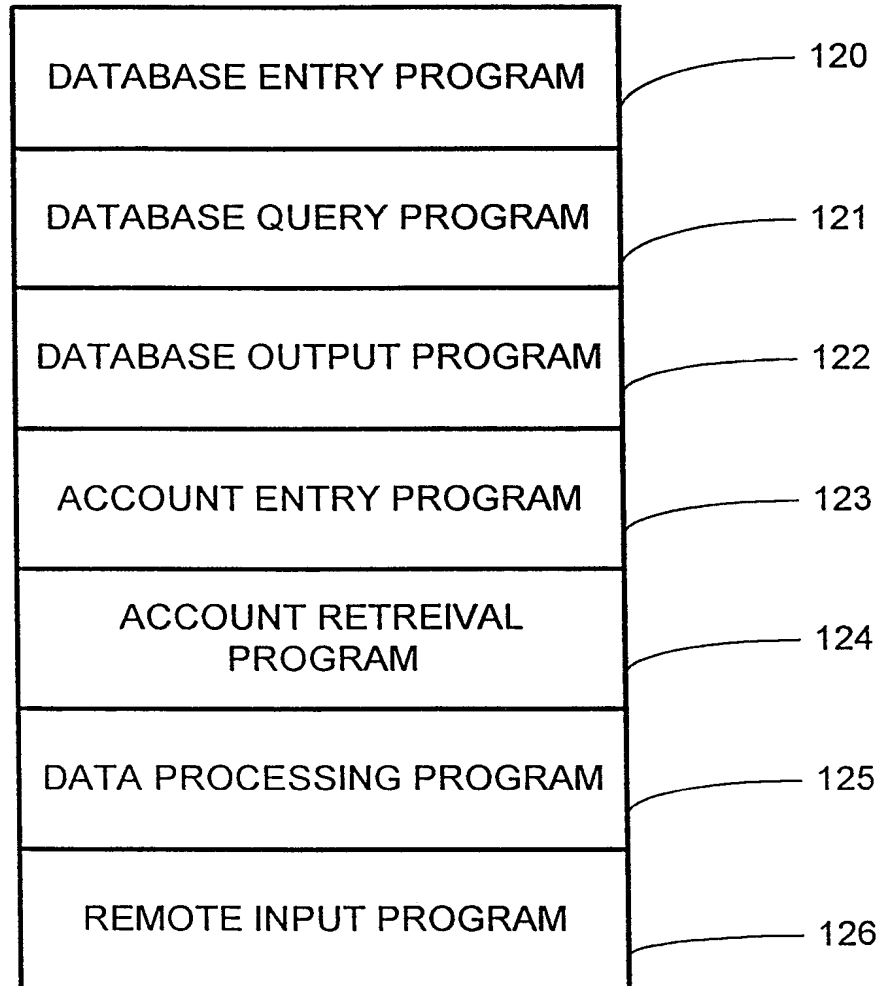 DATABASE ENTRY PROGRAM
120
DATABASE QUERY PROGRAM
121
DATABASE OUTPUT PROGRAM
122
ACCOUNT ENTRY PROGRAM
123
ACCOUNT RETREIVAL
PROGRAM
124
DATA PROCESSING PROGRAM
125
REMOTE INPUT PROGRAM
126